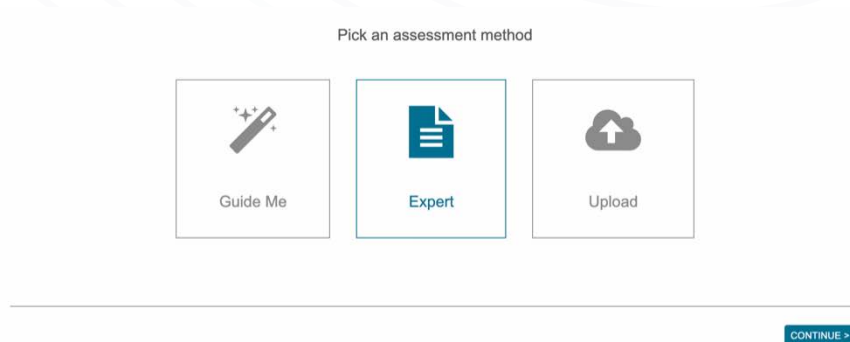 Pick an assessment method
Guide Me
Expert
Upload
CONTINUE >